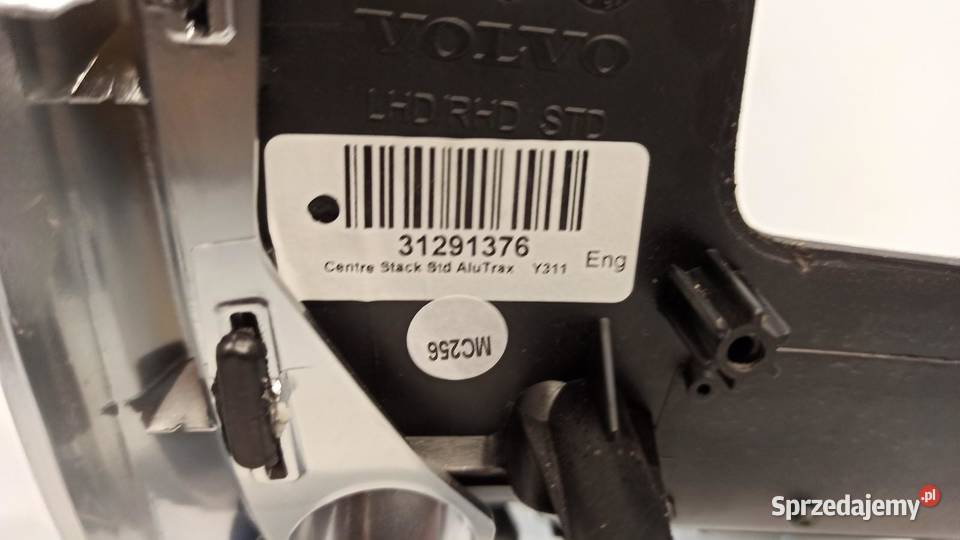 VOLVO
LHD RHD STD
31291376
Centre Stack Std AluTrax Y311
Eng
MC256
Sprzedajemy.pl